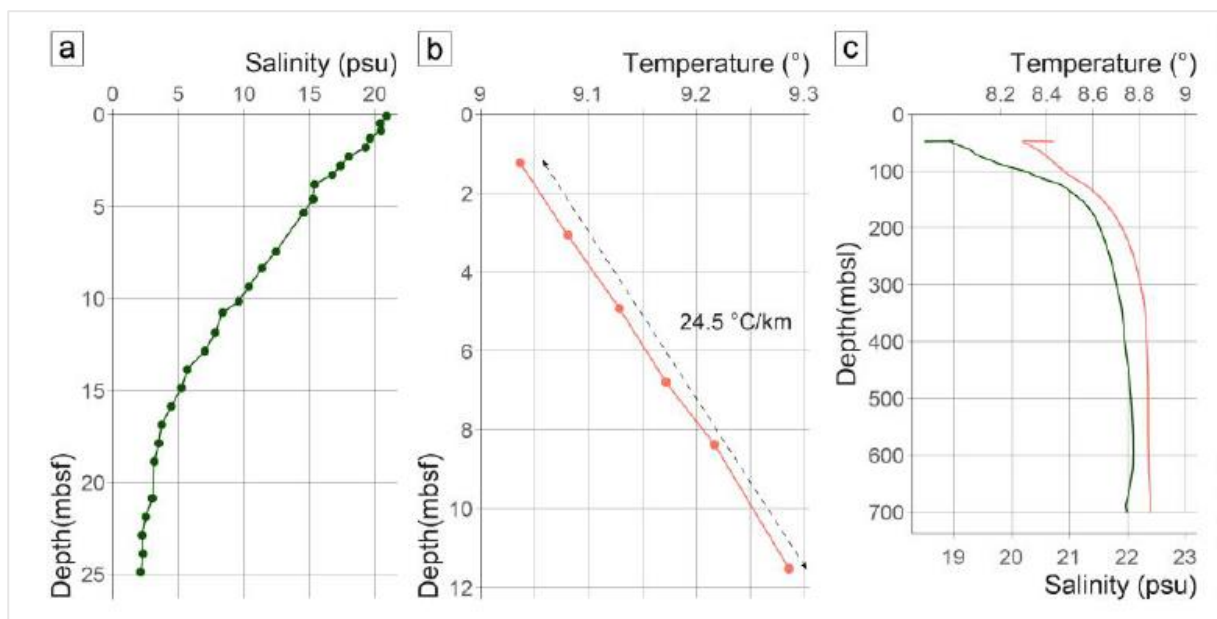 a
Salinity (psu)
0 5 10 15 20
0
5
10
15
20
25
Depth(mbsf)
b
Temperature (°)
9 9.1 9.2 9.3
0
2
4
6
8
10
12
24.5 °C/km
Depth(mbsf)
c
Temperature (°)
8.2 8.4 8.6 8.8 9
0
100
200
300
400
500
600
700
Depth(mbsl)
19 20 21 22 23
Salinity (psu)